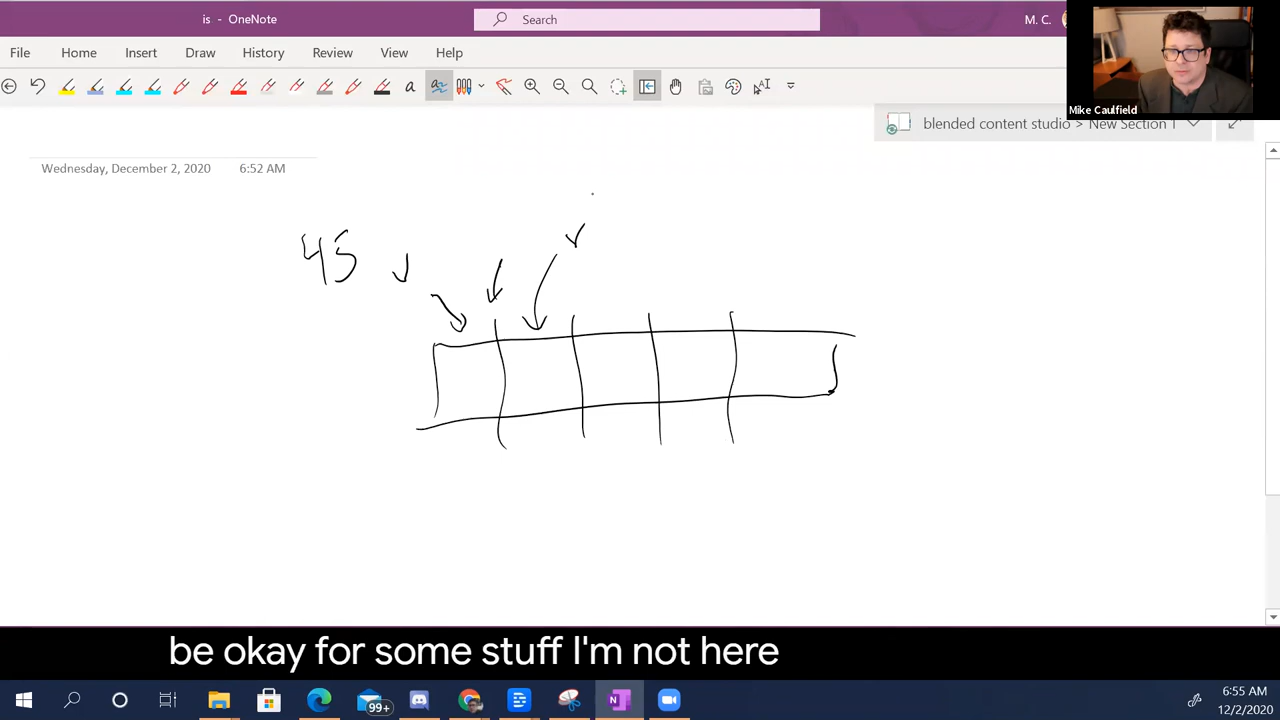 is - OneNote
Search
M. C.
File Home Insert Draw History Review View Help
Mike Caulfield
blended content studio > New Section 1
Wednesday, December 2, 2020 6:52 AM
45
be okay for some stuff I'm not here
99+
6:55 AM
12/2/2020